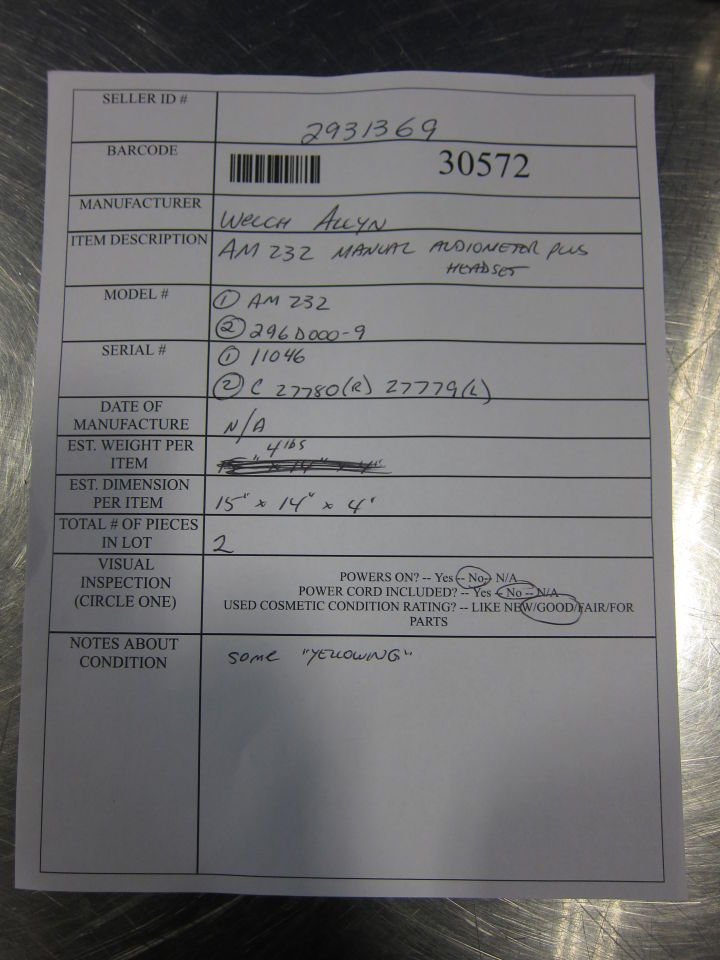 SELLER ID #
2931369
BARCODE
30572
MANUFACTURER
WELCH ALLYN
ITEM DESCRIPTION
AM 232 MANUAL AUDIOMETER PLUS
HEADSET
MODEL #
① AM 232
② 296D000-9
SERIAL #
① 11046
② C 27780(R) 27779(L)
DATE OF
MANUFACTURE
N/A
EST. WEIGHT PER
ITEM
4 lbs
15" x 14" x 4"
EST. DIMENSION
PER ITEM
15" x 14" x 4"
TOTAL # OF PIECES
IN LOT
2
VISUAL
INSPECTION
(CIRCLE ONE)
POWERS ON? -- Yes -- No -- N/A
POWER CORD INCLUDED? -- Yes -- No -- N/A
USED COSMETIC CONDITION RATING? -- LIKE NEW/GOOD/FAIR/FOR
PARTS
NOTES ABOUT
CONDITION
some "YELLOWING"